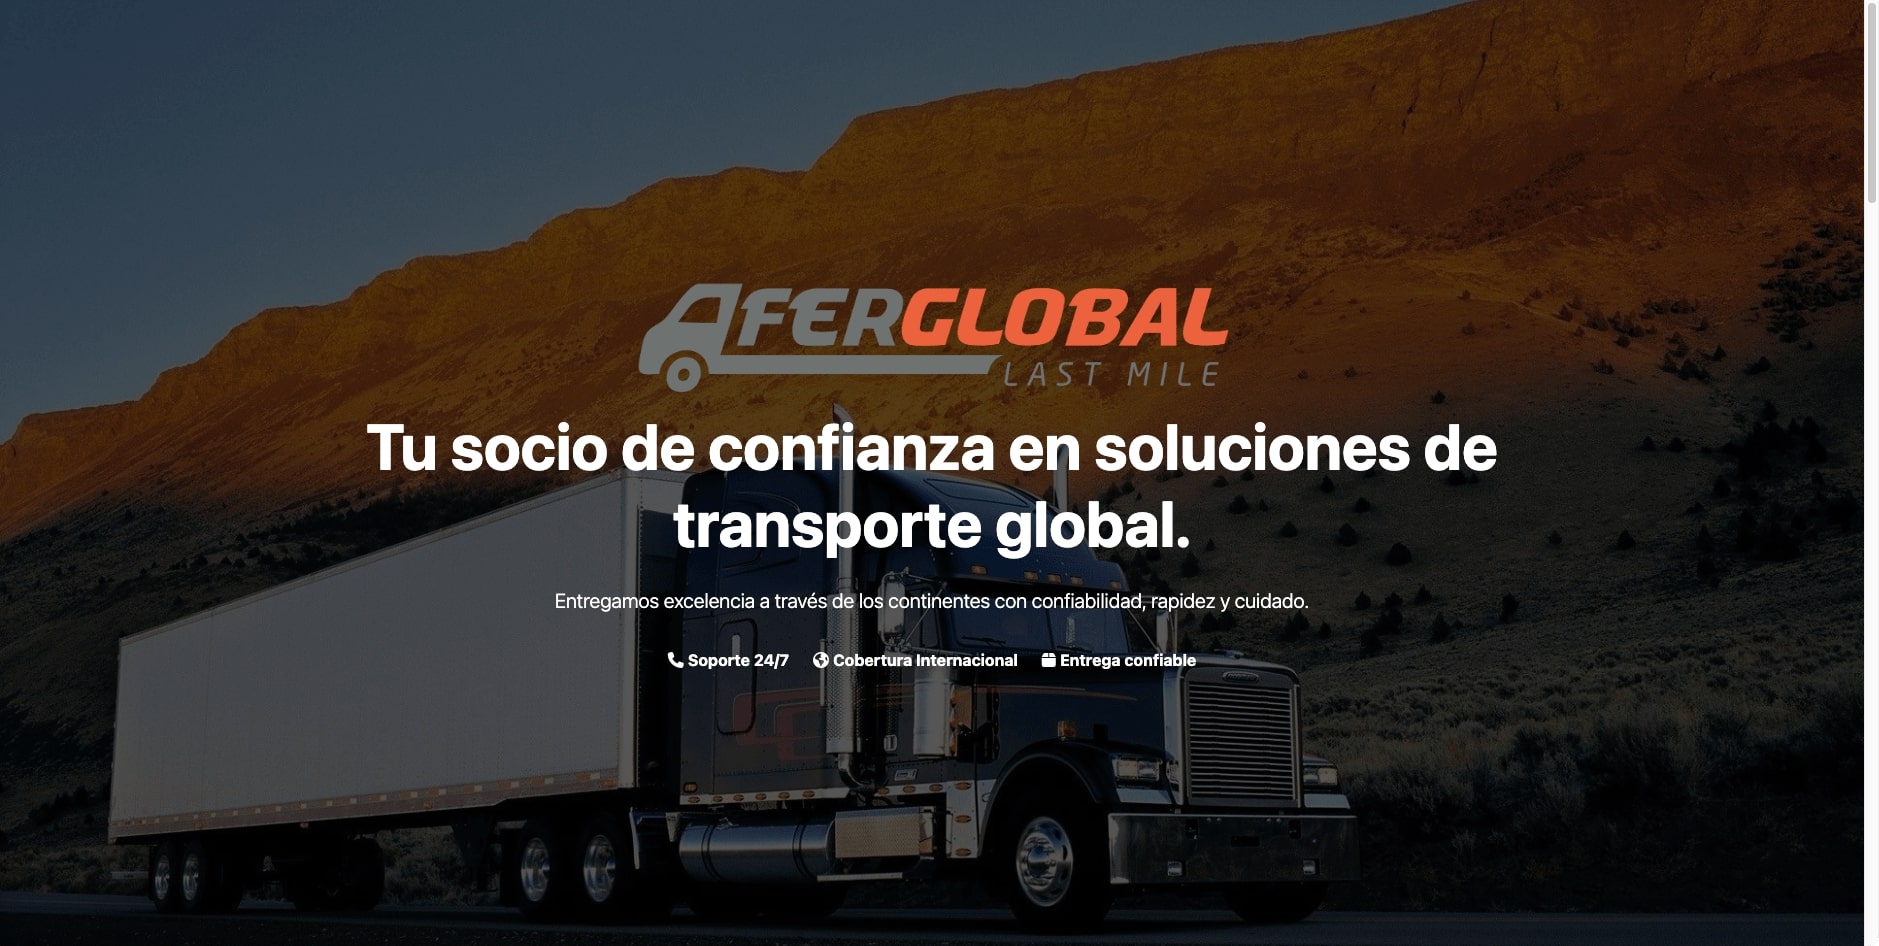 FERGLOBAL
LAST MILE
Tu socio de confianza en soluciones de
transporte global.
Entregamos excelencia a través de los continentes con confiabilidad, rapidez y cuidado.
Soporte 24/7 Cobertura Internacional Entrega confiable